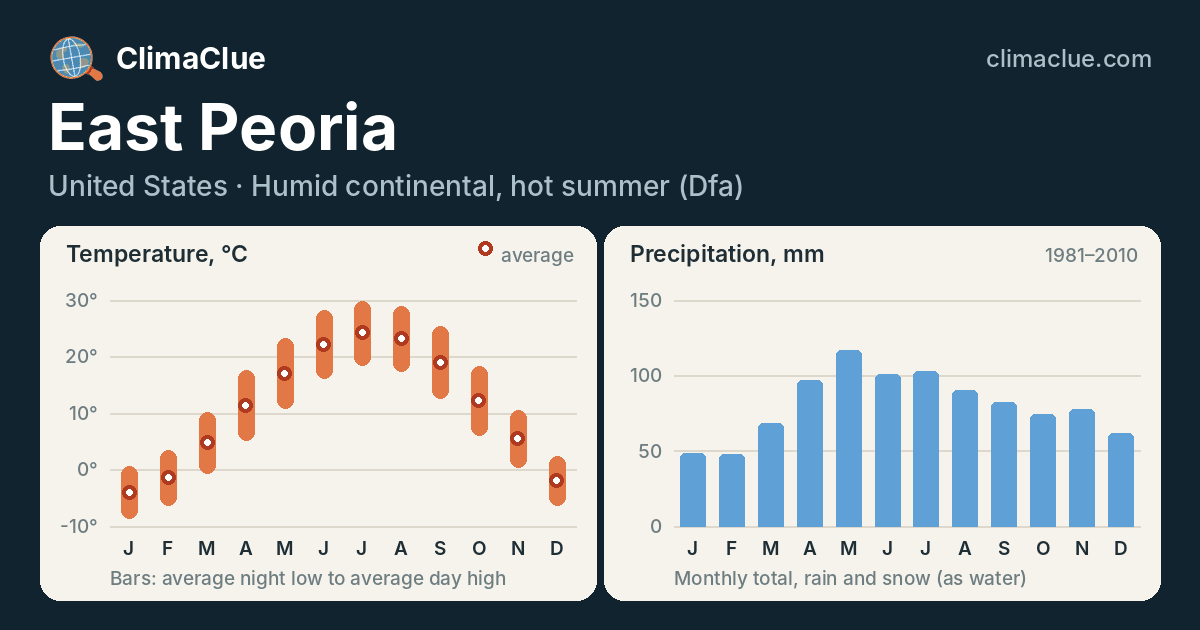 ClimaClue
climaclue.com
East Peoria
United States · Humid continental, hot summer (Dfa)
Temperature, °C
average
30°
20°
10°
0°
-10°
J F M A M J J A S O N D
Bars: average night low to average day high
Precipitation, mm
1981–2010
150
100
50
0
J F M A M J J A S O N D
Monthly total, rain and snow (as water)